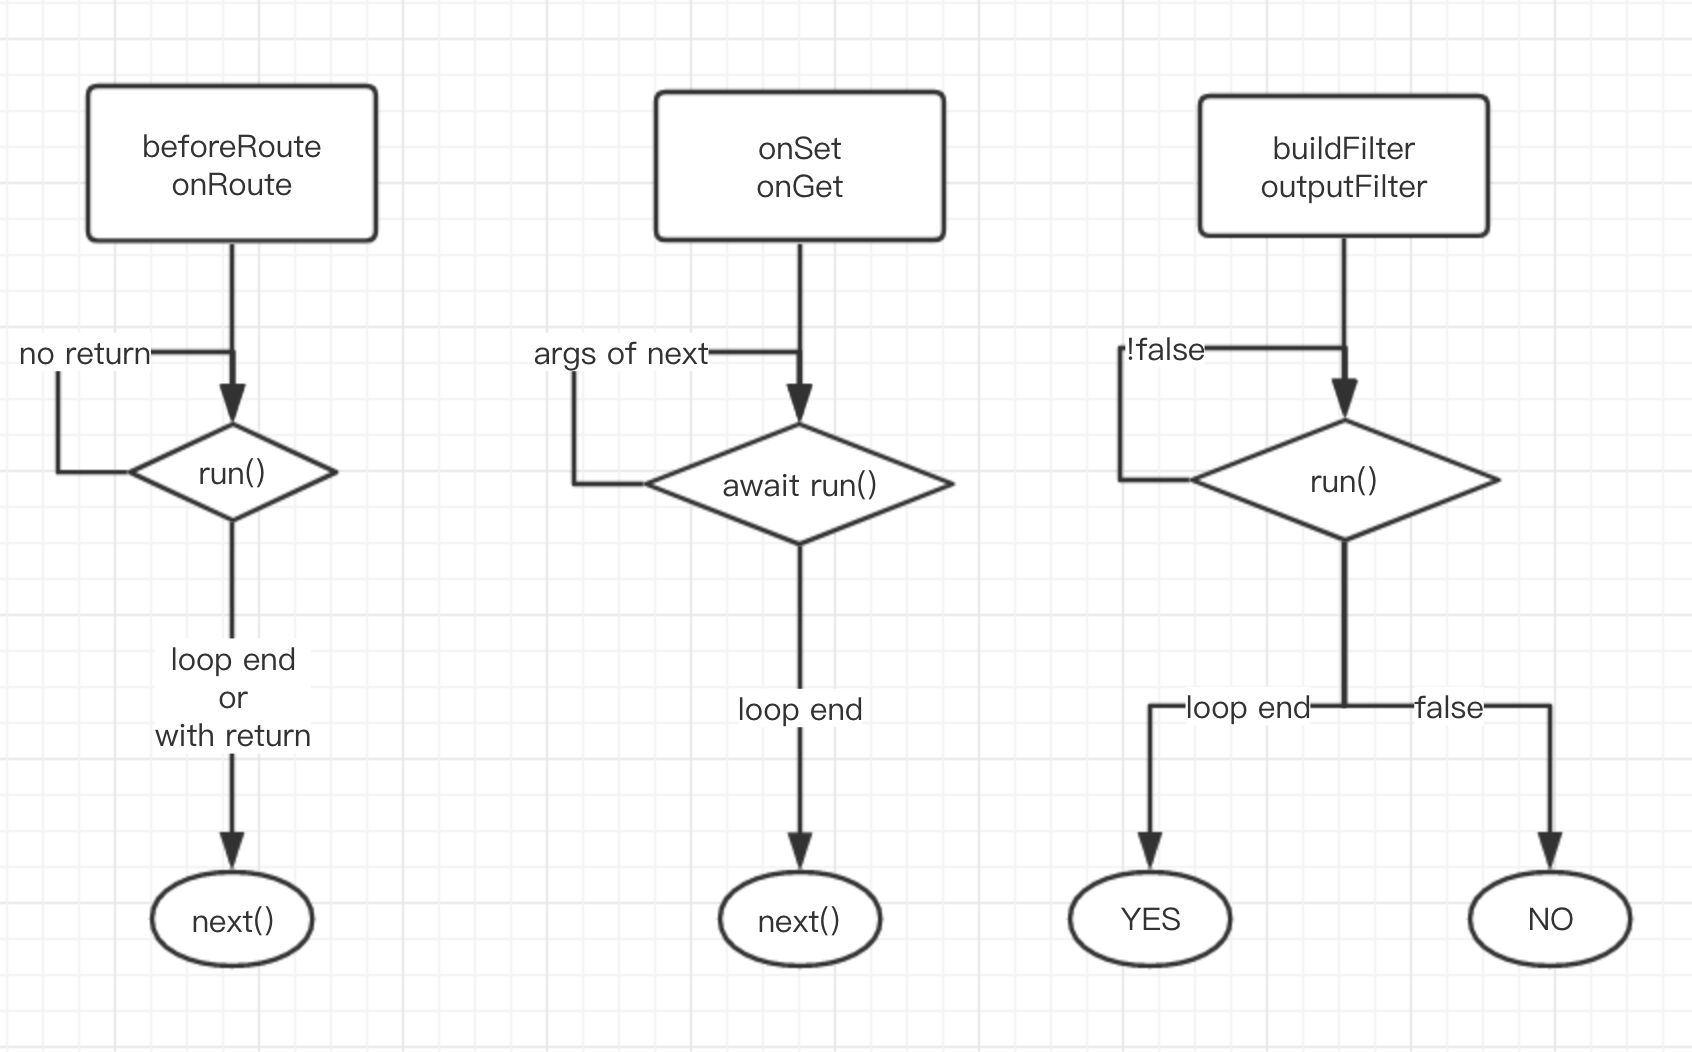 beforeRoute
onRoute
no return
run()
loop end
or
with return
next()
onSet
onGet
args of next
await run()
loop end
next()
buildFilter
outputFilter
!false
run()
loop end
false
YES
NO